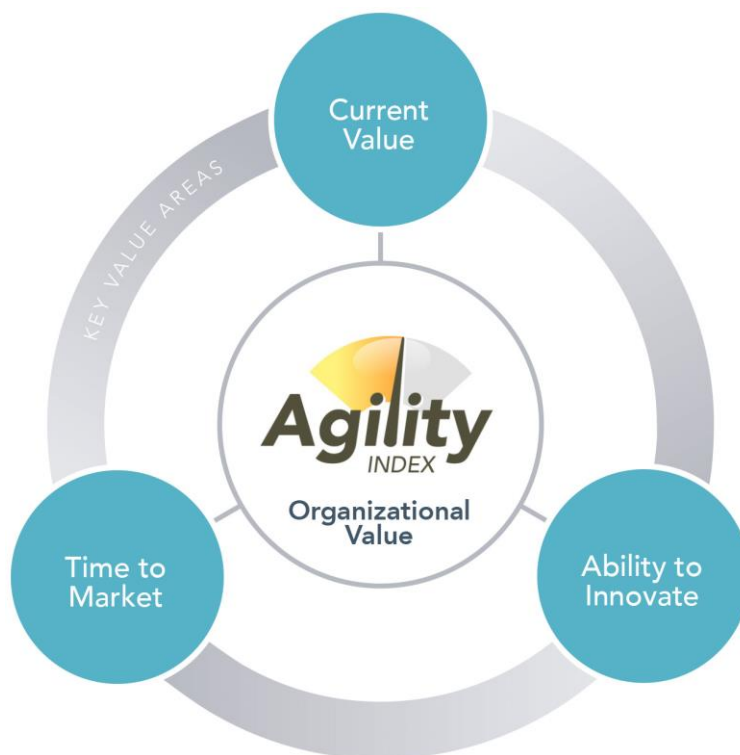 Current
Value
KEY VALUE AREAS
Agility
INDEX
Organizational
Value
Time to
Market
Ability to
Innovate